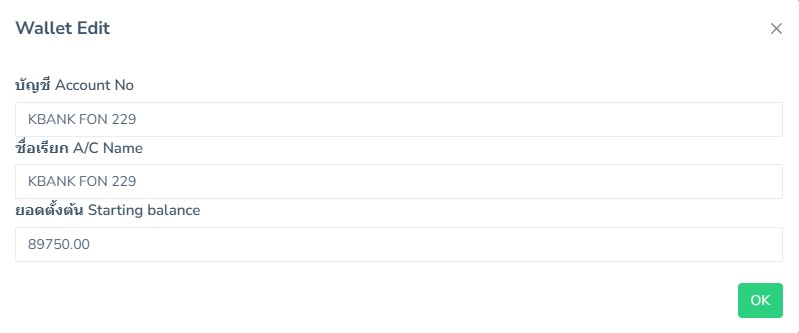 Wallet Edit
บัญชี Account No
KBANK FON 229
ชื่อเรียก A/C Name
KBANK FON 229
ยอดตั้งต้น Starting balance
89750.00
OK